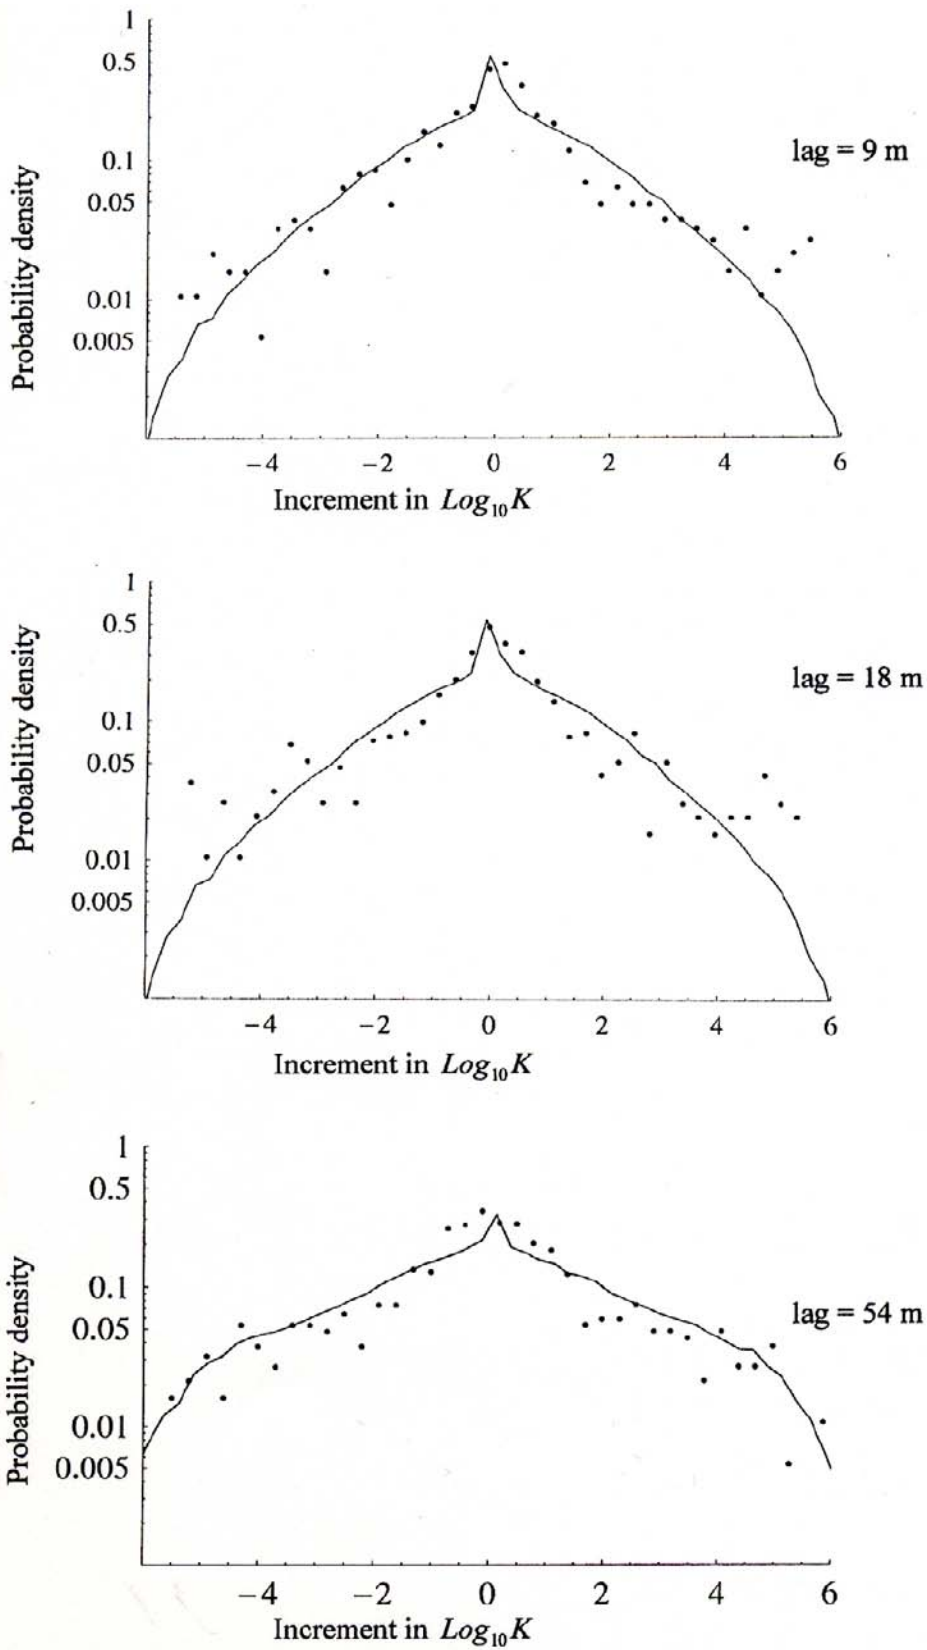 1
0.5
0.1
0.05
0.01
0.005
Probability density
lag = 9 m
−4 −2 0 2 4 6
Increment in Log10K
1
0.5
0.1
0.05
0.01
0.005
Probability density
lag = 18 m
−4 −2 0 2 4 6
Increment in Log10K
1
0.5
0.1
0.05
0.01
0.005
Probability density
lag = 54 m
−4 −2 0 2 4 6
Increment in Log10K